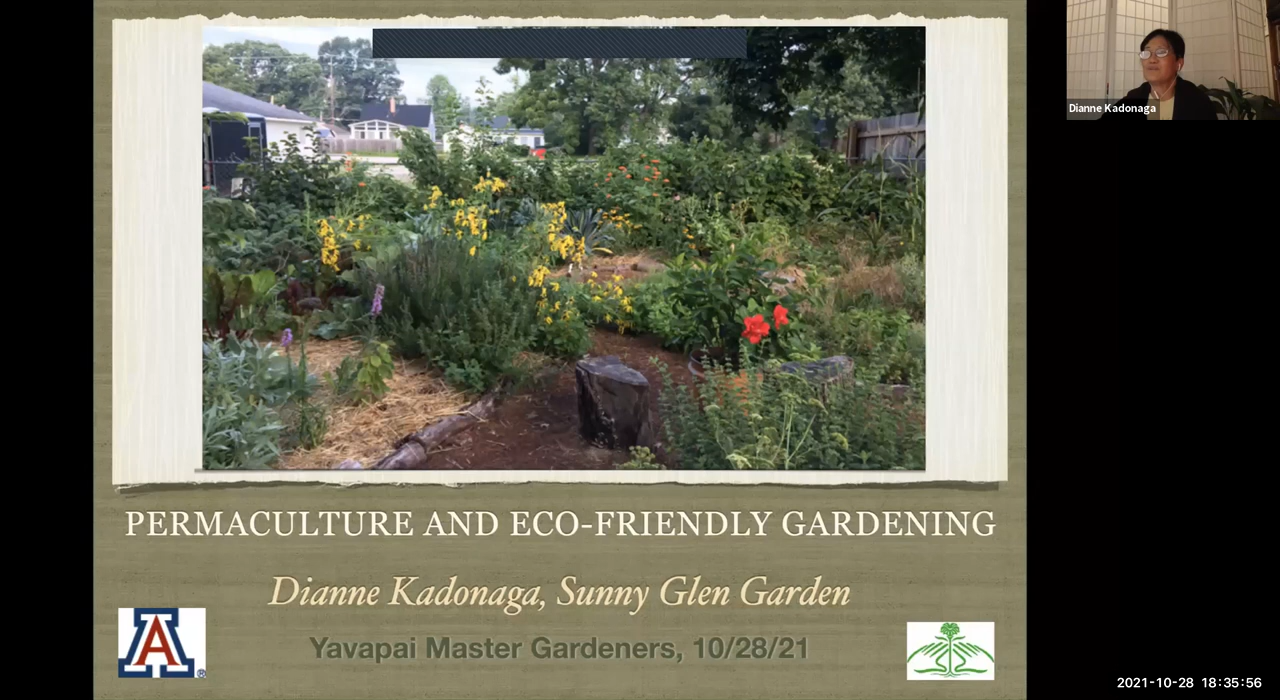 Dianne Kadonaga
PERMACULTURE AND ECO-FRIENDLY GARDENING
Dianne Kadonaga, Sunny Glen Garden
A
®
Yavapai Master Gardeners, 10/28/21
2021-10-28 18:35:56